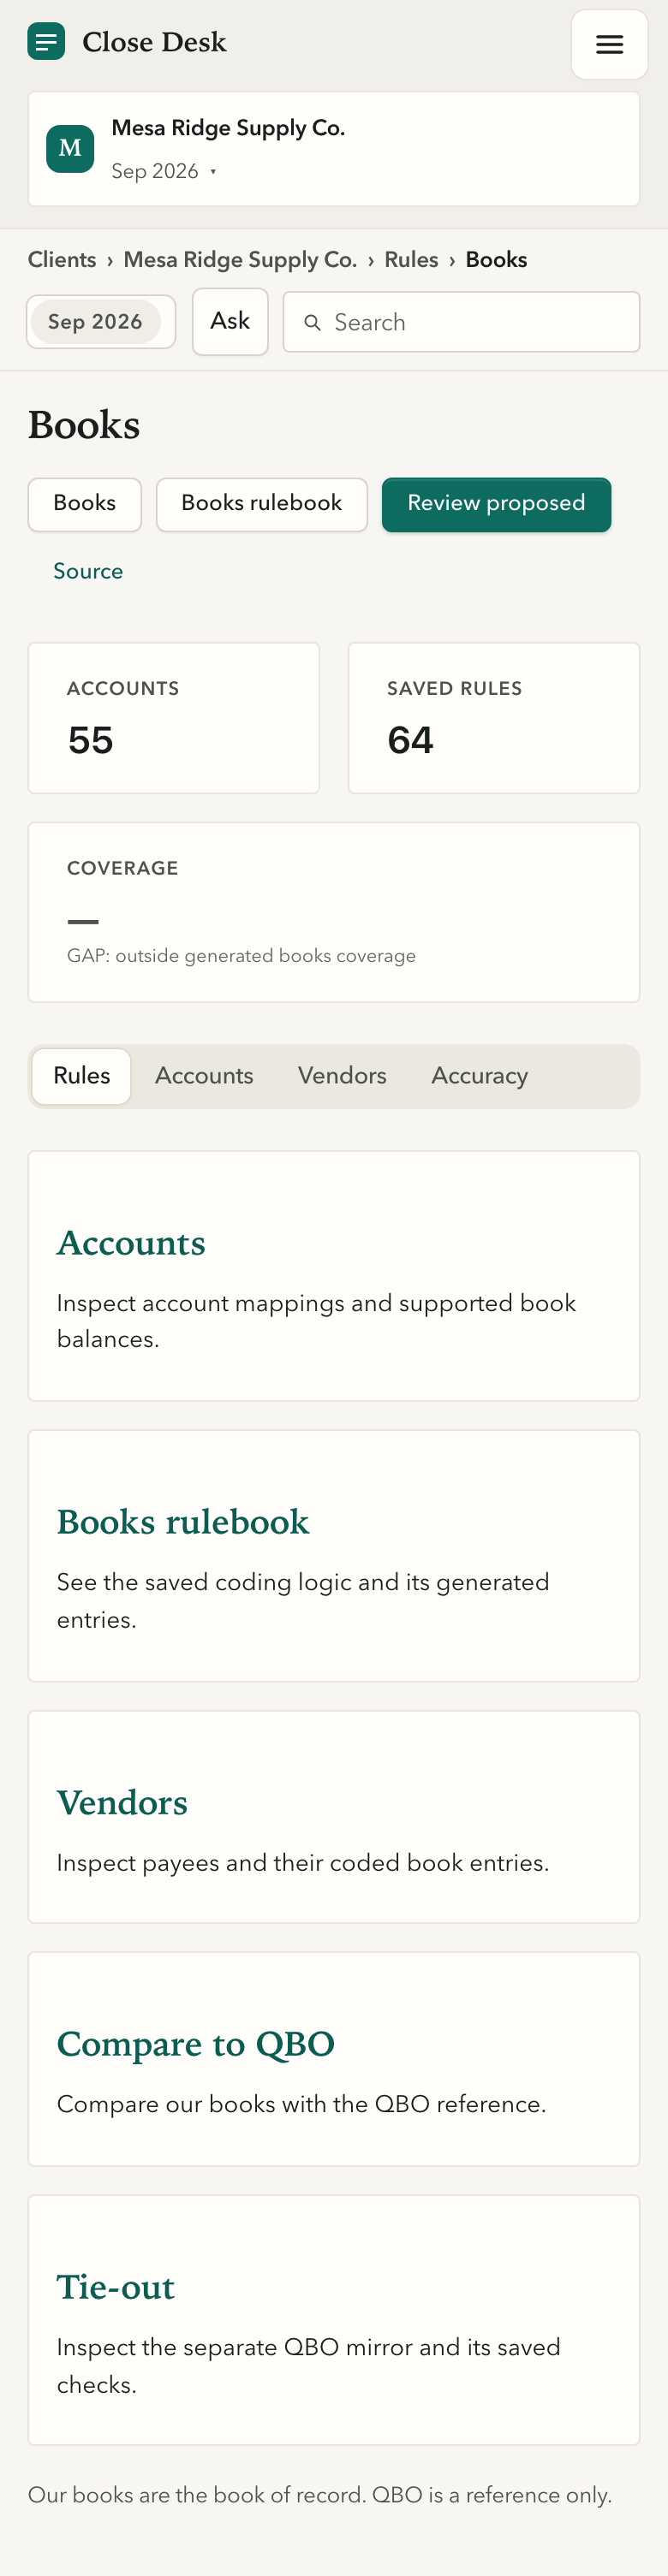 Close Desk
M
Mesa Ridge Supply Co.
Sep 2026 ▾
Clients › Mesa Ridge Supply Co. › Rules › Books
Sep 2026
Ask
Search
Books
Books
Books rulebook
Review proposed
Source
ACCOUNTS
55
SAVED RULES
64
COVERAGE
—
GAP: outside generated books coverage
Rules
Accounts
Vendors
Accuracy
Accounts
Inspect account mappings and supported book
balances.
Books rulebook
See the saved coding logic and its generated
entries.
Vendors
Inspect payees and their coded book entries.
Compare to QBO
Compare our books with the QBO reference.
Tie-out
Inspect the separate QBO mirror and its saved
checks.
Our books are the book of record. QBO is a reference only.